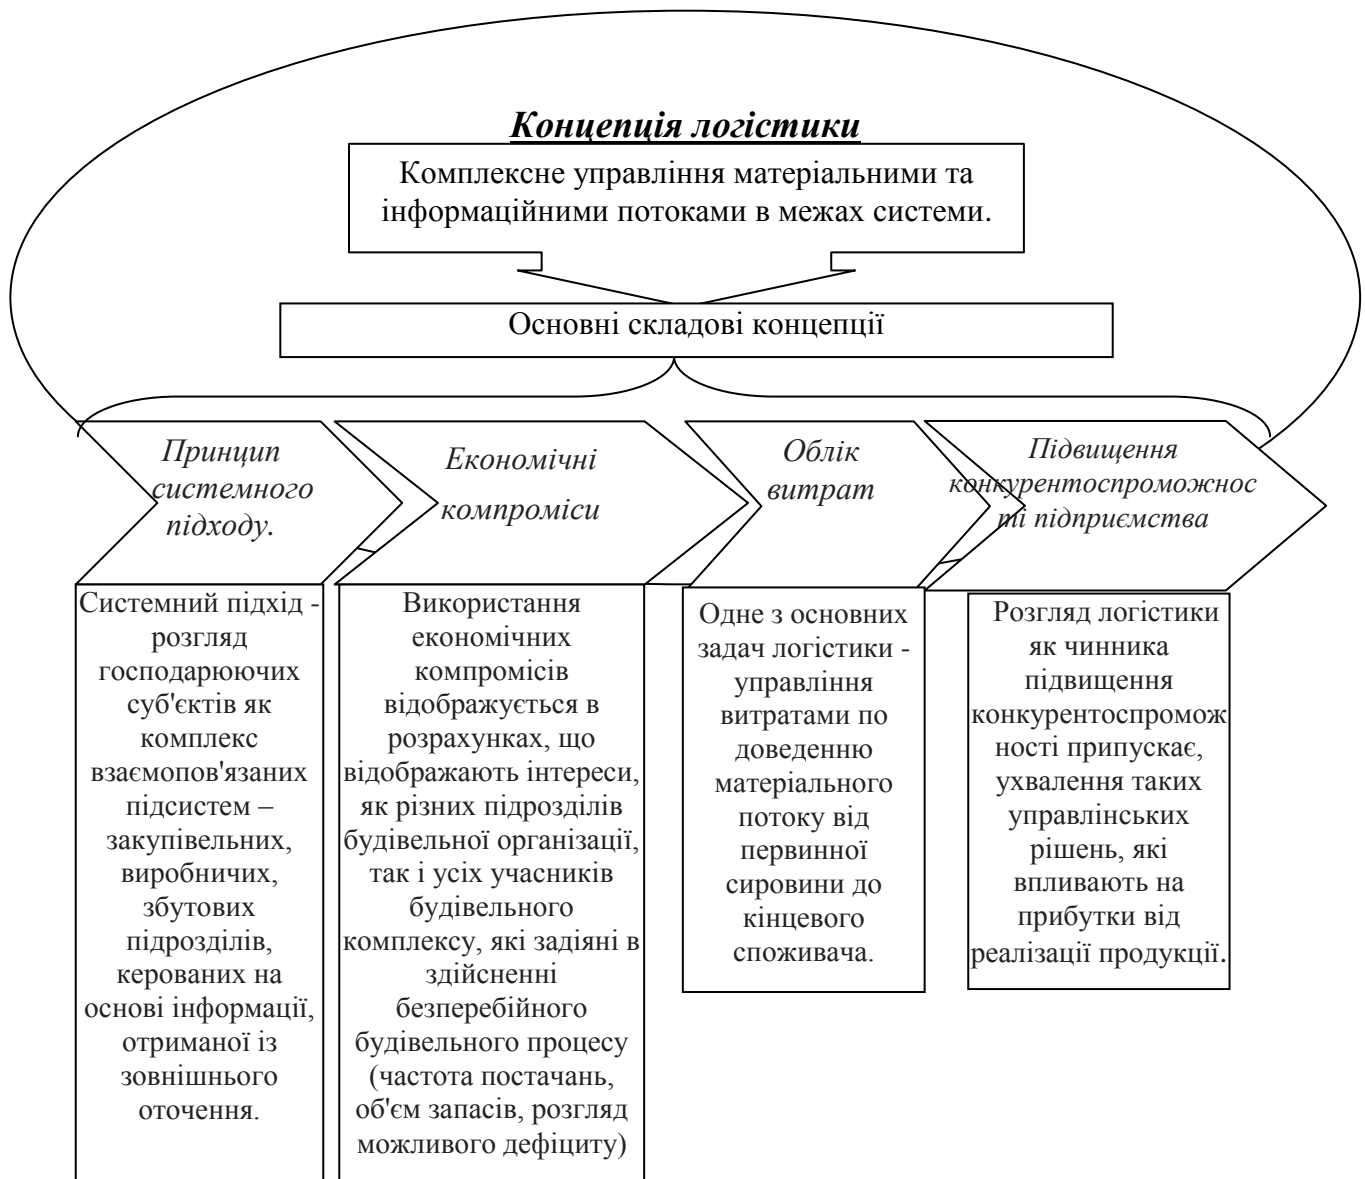 Концепція логістики
Комплексне управління матеріальними та
інформаційними потоками в межах системи.
Основні складові концепції
Принцип
системного
підходу.
Економічні
компроміси
Облік
витрат
Підвищення
конкурентоспроможнос
ті підприємства
Системний підхід -
розгляд
господарюючих
суб'єктів як
комплекс
взаємопов'язаних
підсистем –
закупівельних,
виробничих,
збутових
підрозділів,
керованих на
основі інформації,
отриманої із
зовнішнього
оточення.
Використання
економічних
компромісів
відображується в
розрахунках, що
відображають інтереси,
як різних підрозділів
будівельної організації,
так і усіх учасників
будівельного
комплексу, які задіяні в
здійсненні
безперебійного
будівельного процесу
(частота постачань,
об'єм запасів, розгляд
можливого дефіциту)
Одне з основних
задач логістики -
управління
витратами по
доведенню
матеріального
потоку від
первинної
сировини до
кінцевого
споживача.
Розгляд логістики
як чинника
підвищення
конкурентоспромож
ності припускає,
ухвалення таких
управлінських
рішень, які
впливають на
прибутки від
реалізації продукції.